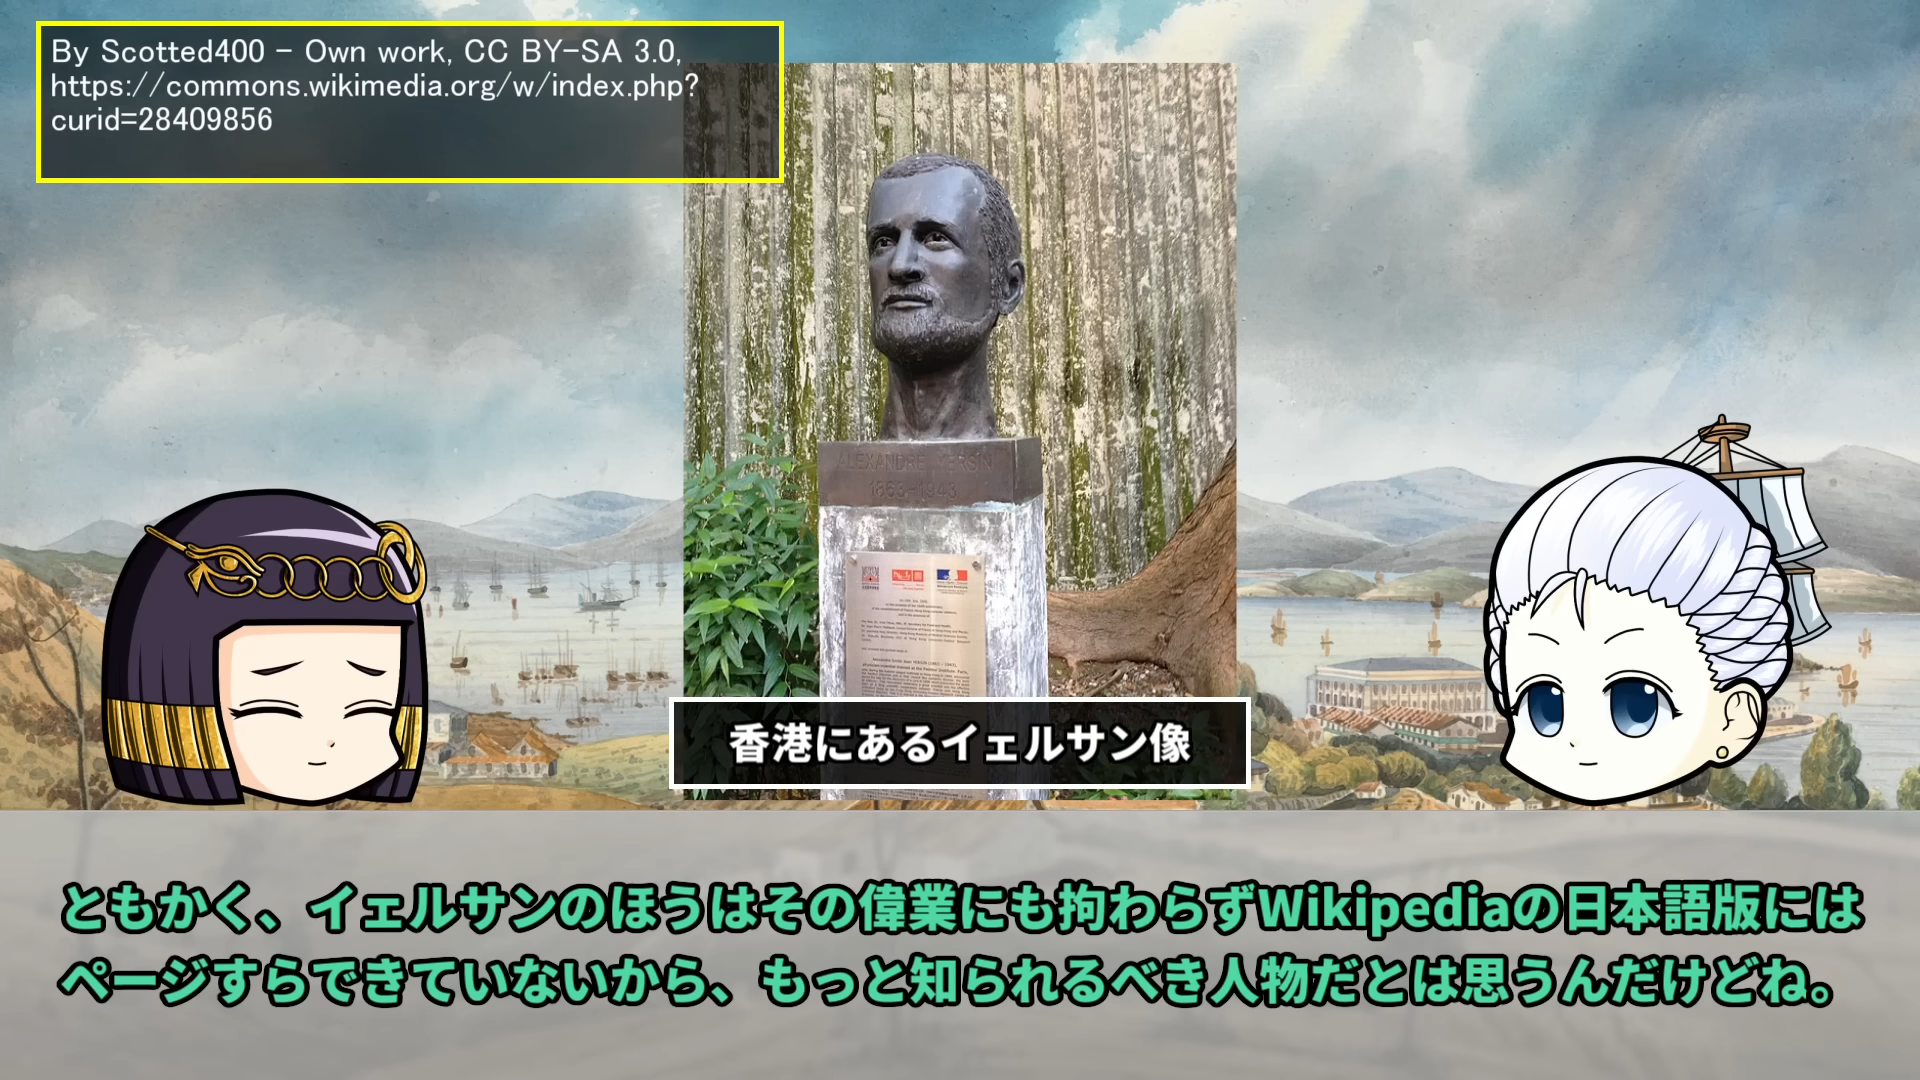 By Scotted400 - Own work, CC BY-SA 3.0,
https://commons.wikimedia.org/w/index.php?
curid=28409856
ALEXANDRE YERSIN
1863-1943
香港にあるイェルサン像
ともかく、イェルサンのほうはその偉業にも拘わらずWikipediaの日本語版には
ページすらできていないから、もっと知られるべき人物だとは思うんだけどね。